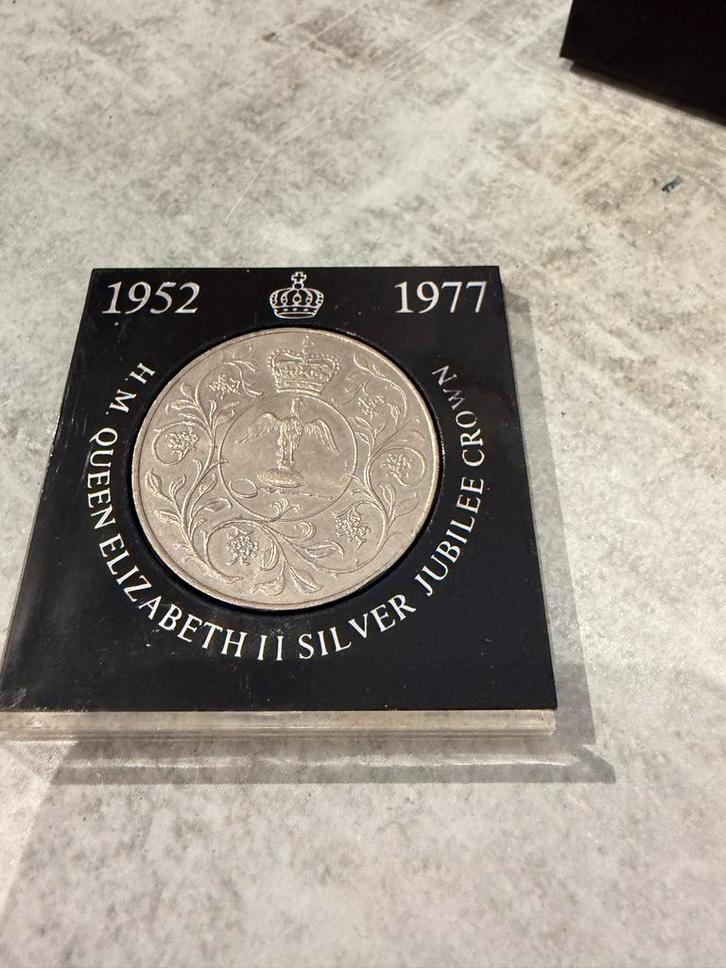 1952 1977
H.M. QUEEN ELIZABETH II SILVER JUBILEE CROWN